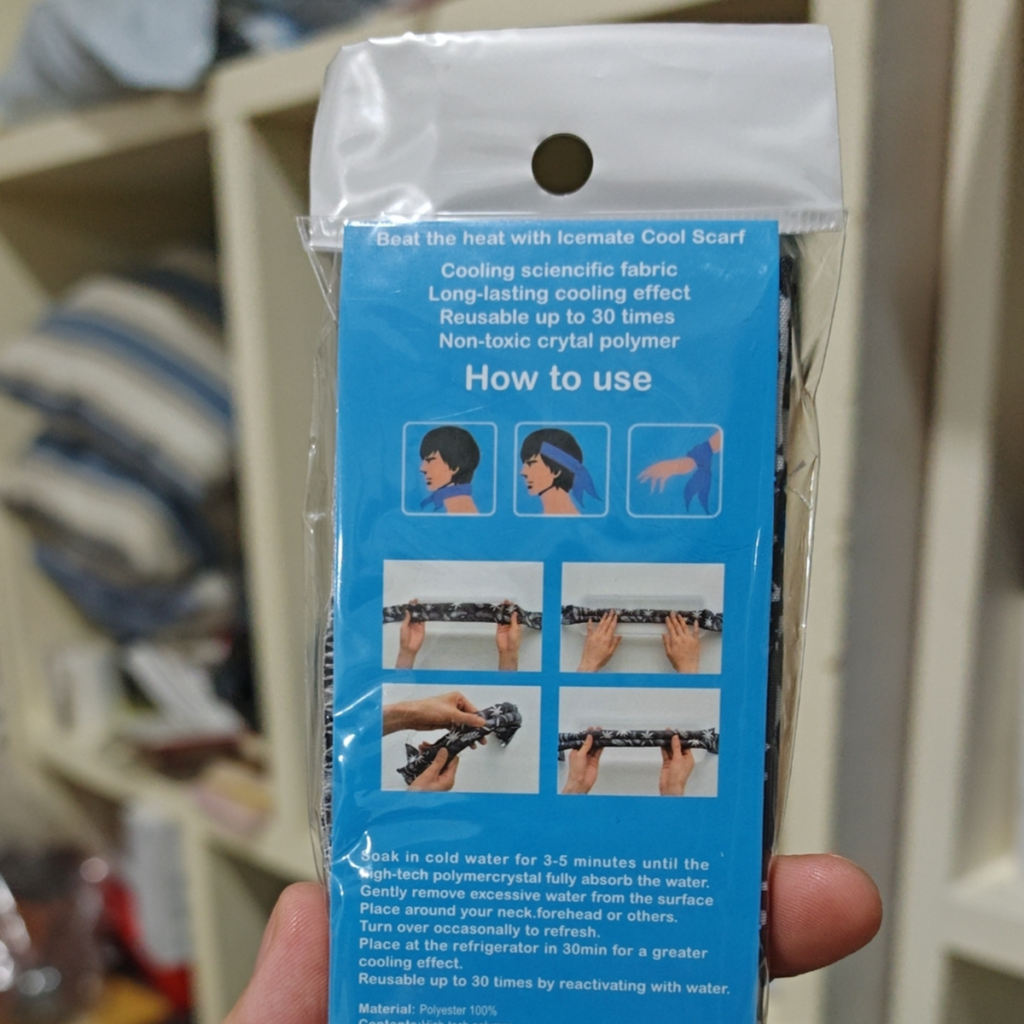 Beat the heat with Icemate Cool Scarf
Cooling sciencific fabric
Long-lasting cooling effect
Reusable up to 30 times
Non-toxic crytal polymer
How to use
Soak in cold water for 3-5 minutes until the
high-tech polymercrystal fully absorb the water.
Gently remove excessive water from the surface
Place around your neck.forehead or others.
Turn over occasonally to refresh.
Place at the refrigerator in 30min for a greater
cooling effect.
Reusable up to 30 times by reactivating with water.
Material: Polyester 100%